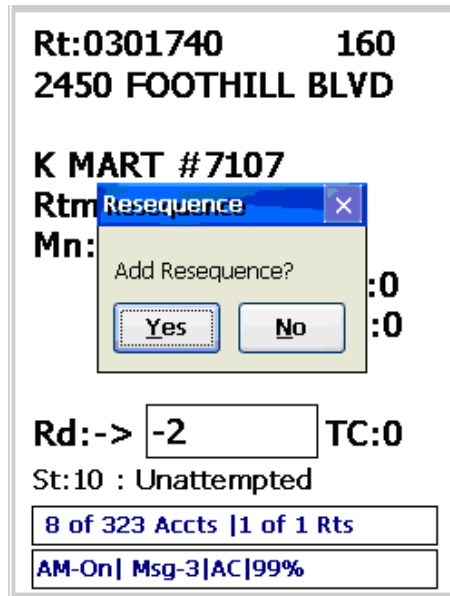 Rt:0301740 160
2450 FOOTHILL BLVD
K MART #7107
Rtm
Resequence
Mn:
Add Resequence?
:0
Yes No
:0
Rd:-> -2 TC:0
St:10 : Unattempted
8 of 323 Accts |1 of 1 Rts
AM-On| Msg-3|AC|99%